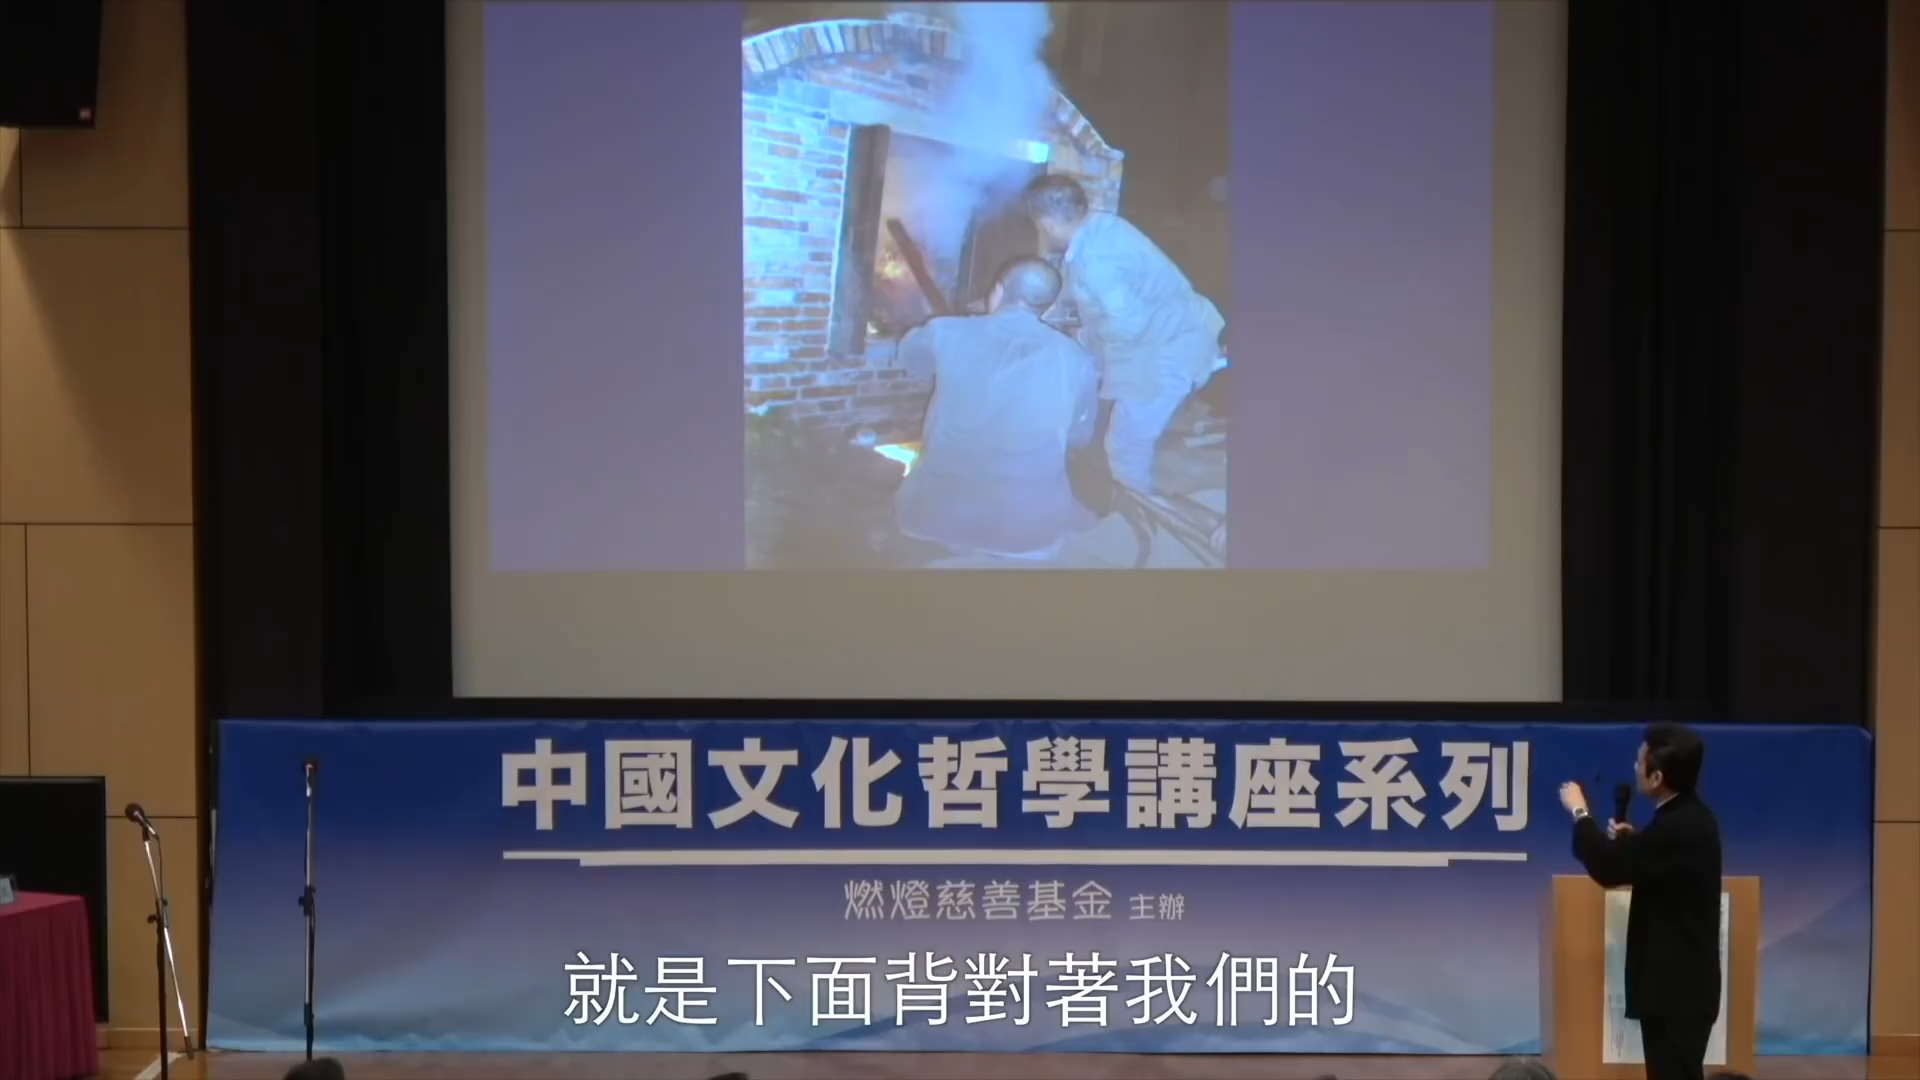 中國文化哲學講座系列
燃燈慈善基金 主辦
就是下面背對著我們的